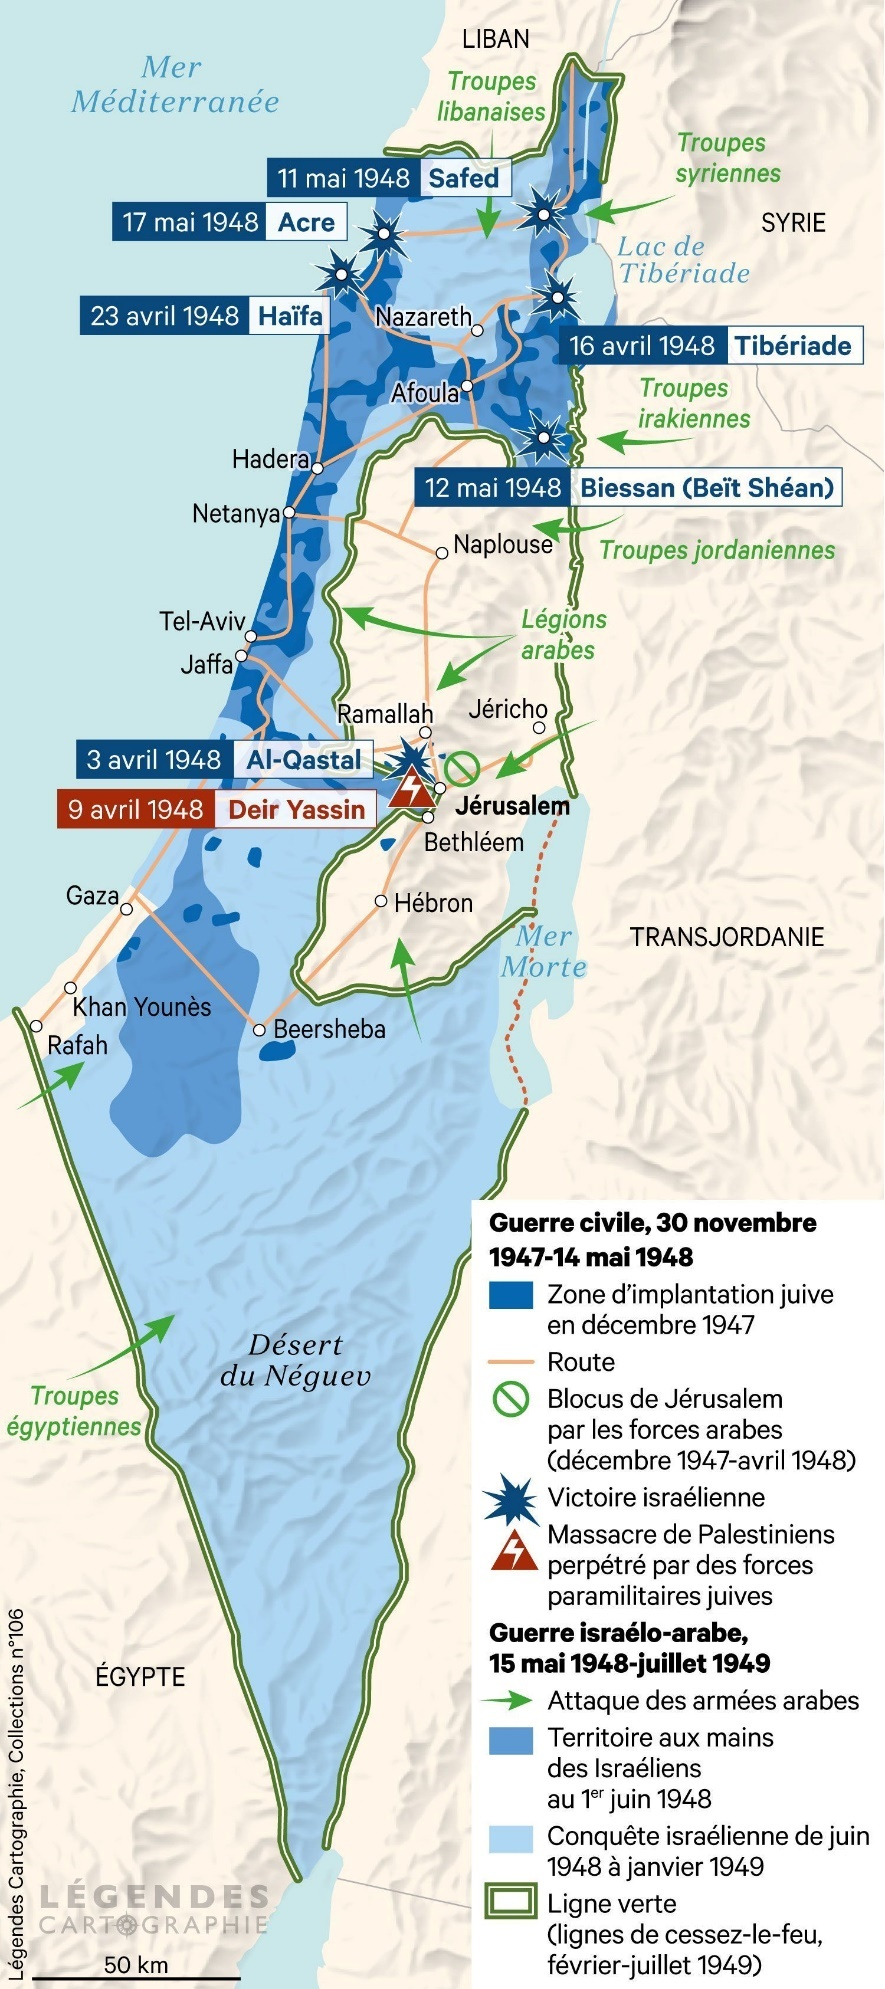 LIBAN
Mer
Méditerranée
Troupes
libanaises
Troupes
syriennes
11 mai 1948 Safed
17 mai 1948 Acre
SYRIE
Lac de
Tibériade
23 avril 1948 Haïfa
Nazareth
16 avril 1948 Tibériade
Afoula
Troupes
irakiennes
Hadera
12 mai 1948 Biessan (Beït Shéan)
Netanya
Naplouse
Troupes jordaniennes
Tel-Aviv
Légions
arabes
Jaffa
Ramallah
Jéricho
3 avril 1948 Al-Qastal
9 avril 1948 Deir Yassin
Jérusalem
Bethléem
Gaza
Hébron
Mer
Morte
TRANSJORDANIE
Khan Younès
Beersheba
Rafah
Désert
du Néguev
Troupes
égyptiennes
ÉGYPTE
Guerre civile, 30 novembre
1947-14 mai 1948
Zone d'implantation juive
en décembre 1947
Route
Blocus de Jérusalem
par les forces arabes
(décembre 1947-avril 1948)
Victoire israélienne
Massacre de Palestiniens
perpétré par des forces
paramilitaires juives
Guerre israélo-arabe,
15 mai 1948-juillet 1949
Attaque des armées arabes
Territoire aux mains
des Israéliens
au 1er juin 1948
Conquête israélienne de juin
1948 à janvier 1949
Ligne verte
(lignes de cessez-le-feu,
février-juillet 1949)
Légendes Cartographie, Collections n°106
LÉGENDES
CARTOGRAPHIE
50 km